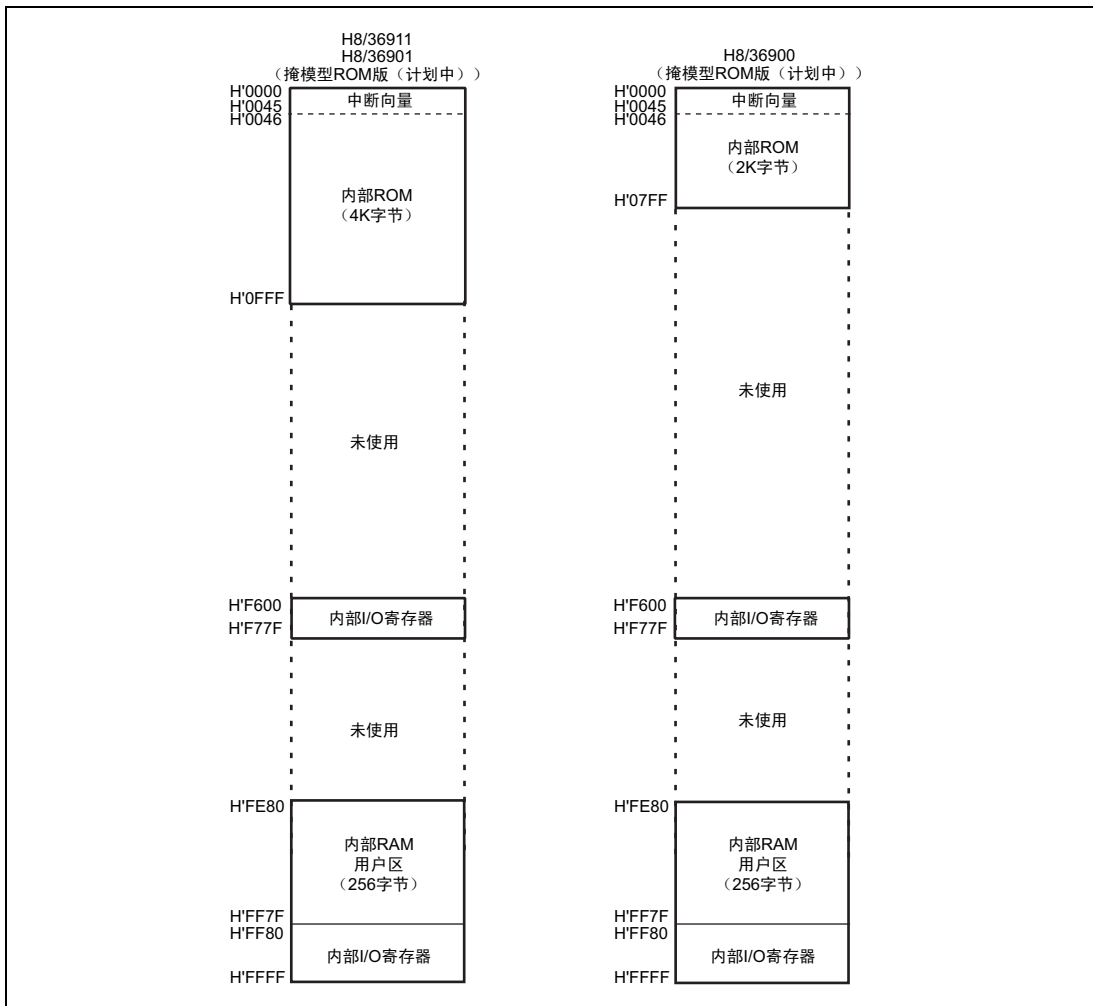 H8/36911
H8/36901
（掩模型ROM版（计划中））
H'0000
H'0045
H'0046
中断向量
内部ROM
（4K字节）
H'0FFF
未使用
H'F600
H'F77F
内部I/O寄存器
未使用
H'FE80
内部RAM
用户区
（256字节）
H'FF7F
H'FF80
内部I/O寄存器
H'FFFF
H8/36900
（掩模型ROM版（计划中））
H'0000
H'0045
H'0046
中断向量
内部ROM
（2K字节）
H'07FF
未使用
H'F600
H'F77F
内部I/O寄存器
未使用
H'FE80
内部RAM
用户区
（256字节）
H'FF7F
H'FF80
内部I/O寄存器
H'FFFF